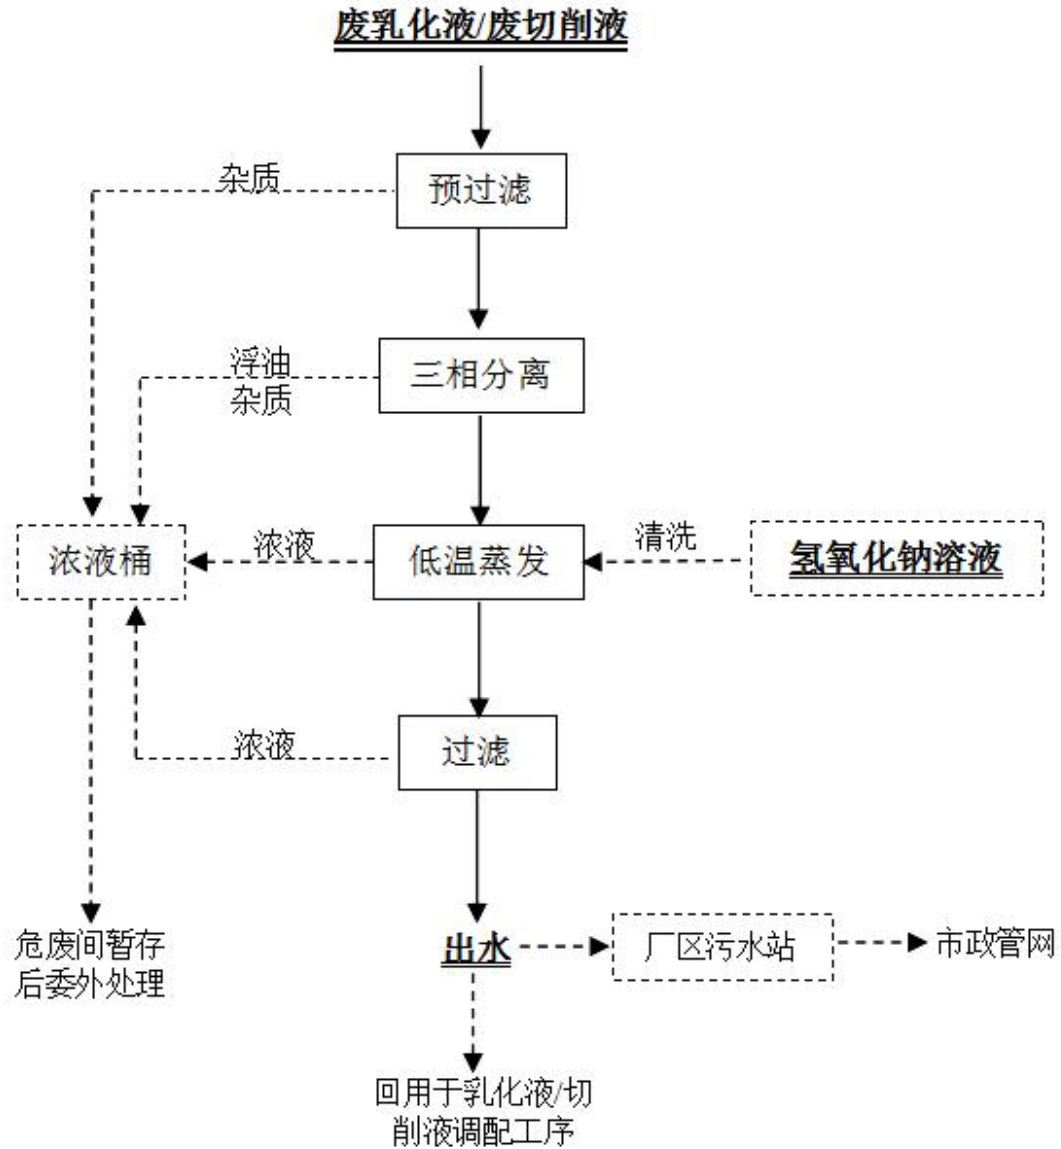 废乳化液/废切削液
杂质
预过滤
浮油
杂质
三相分离
浓液桶
浓液
低温蒸发
清洗
氢氧化钠溶液
浓液
过滤
危废间暂存
后委外处理
出水
厂区污水站
市政管网
回用于乳化液/切
削液调配工序